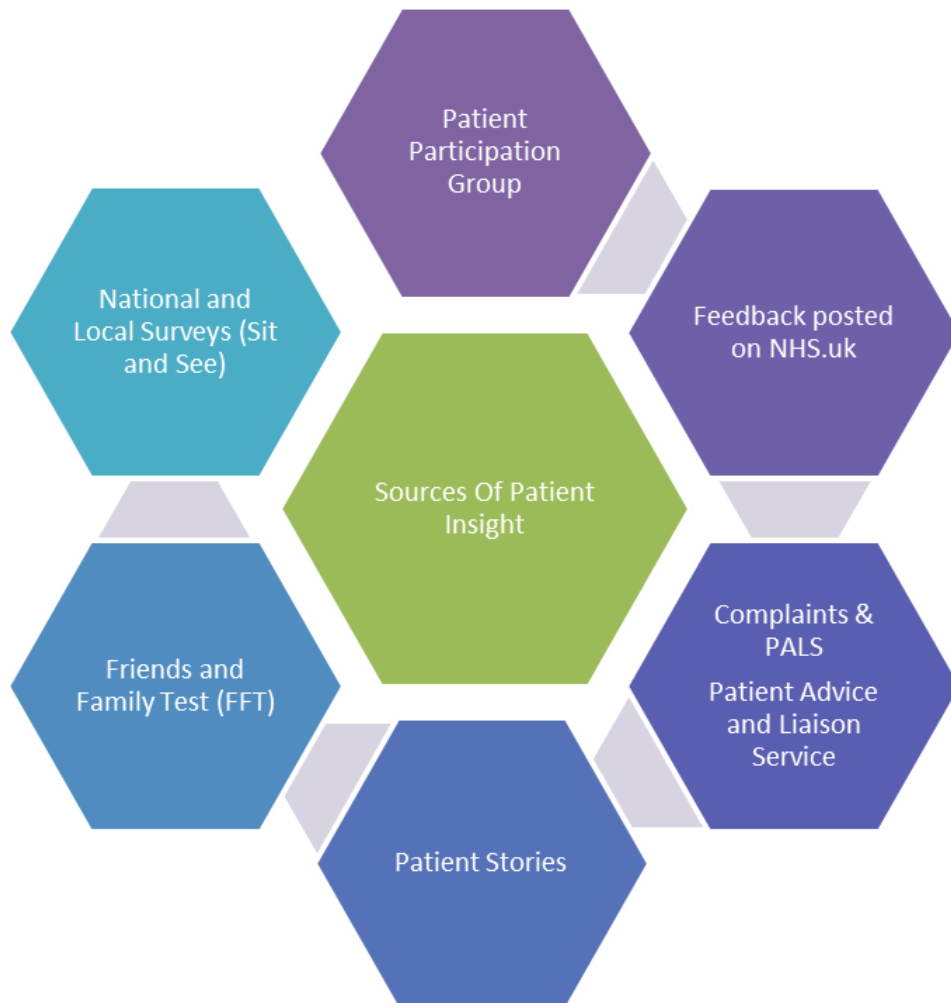 Patient
Participation
Group
National and
Local Surveys (Sit
and See)
Feedback posted
on NHS.uk
Sources Of Patient
Insight
Friends and
Family Test (FFT)
Complaints &
PALS
Patient Advice
and Liaison
Service
Patient Stories